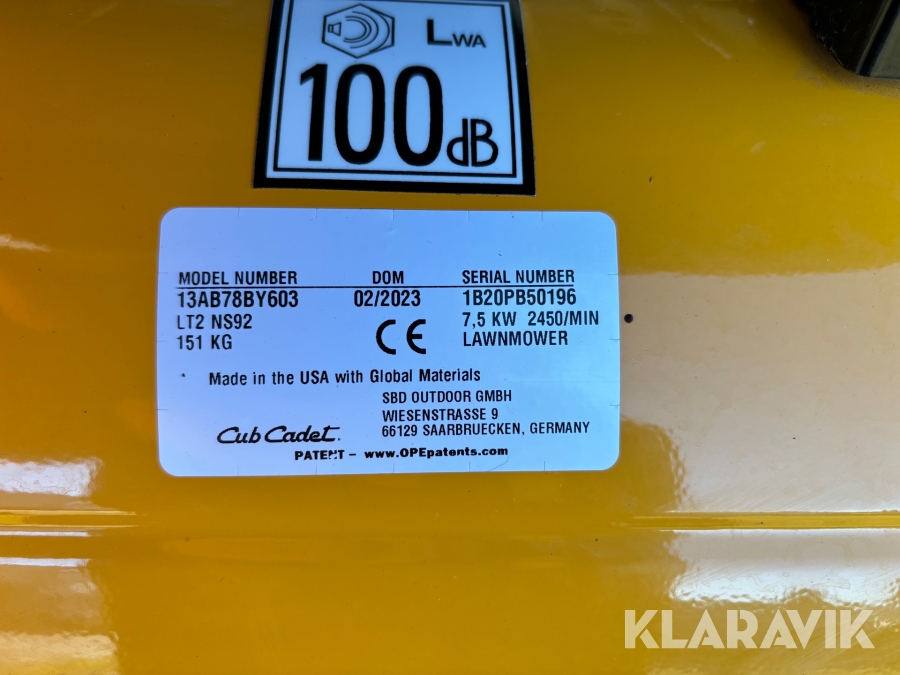 LWA
100 dB
MODEL NUMBER DOM SERIAL NUMBER
13AB78BY603 02/2023 1B20PB50196
LT2 NS92 7,5 KW 2450/MIN
151 KG CE LAWNMOWER
Made in the USA with Global Materials
SBD OUTDOOR GMBH
WIESENSTRASSE 9
Cub Cadet. 66129 SAARBRUECKEN, GERMANY
PATENT – www.OPEpatents.com
KLARAVIK